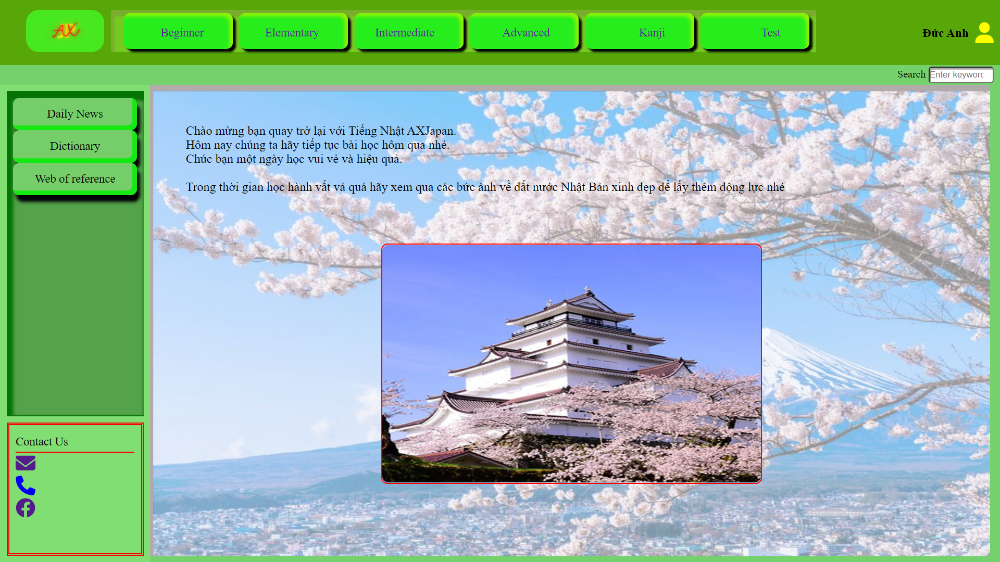 AX
Beginner
Elementary
Intermediate
Advanced
Kanji
Test
Đức Anh
Search
Enter keyword
Daily News
Dictionary
Web of reference
Chào mừng bạn quay trở lại với Tiếng Nhật AXJapan.
Hôm nay chúng ta hãy tiếp tục bài học hôm qua nhé.
Chúc bạn một ngày học vui vẻ và hiệu quả.
Trong thời gian học hành vất vả quá hãy xem qua các bức ảnh về đất nước Nhật Bản xinh đẹp để lấy thêm động lực nhé
Contact Us